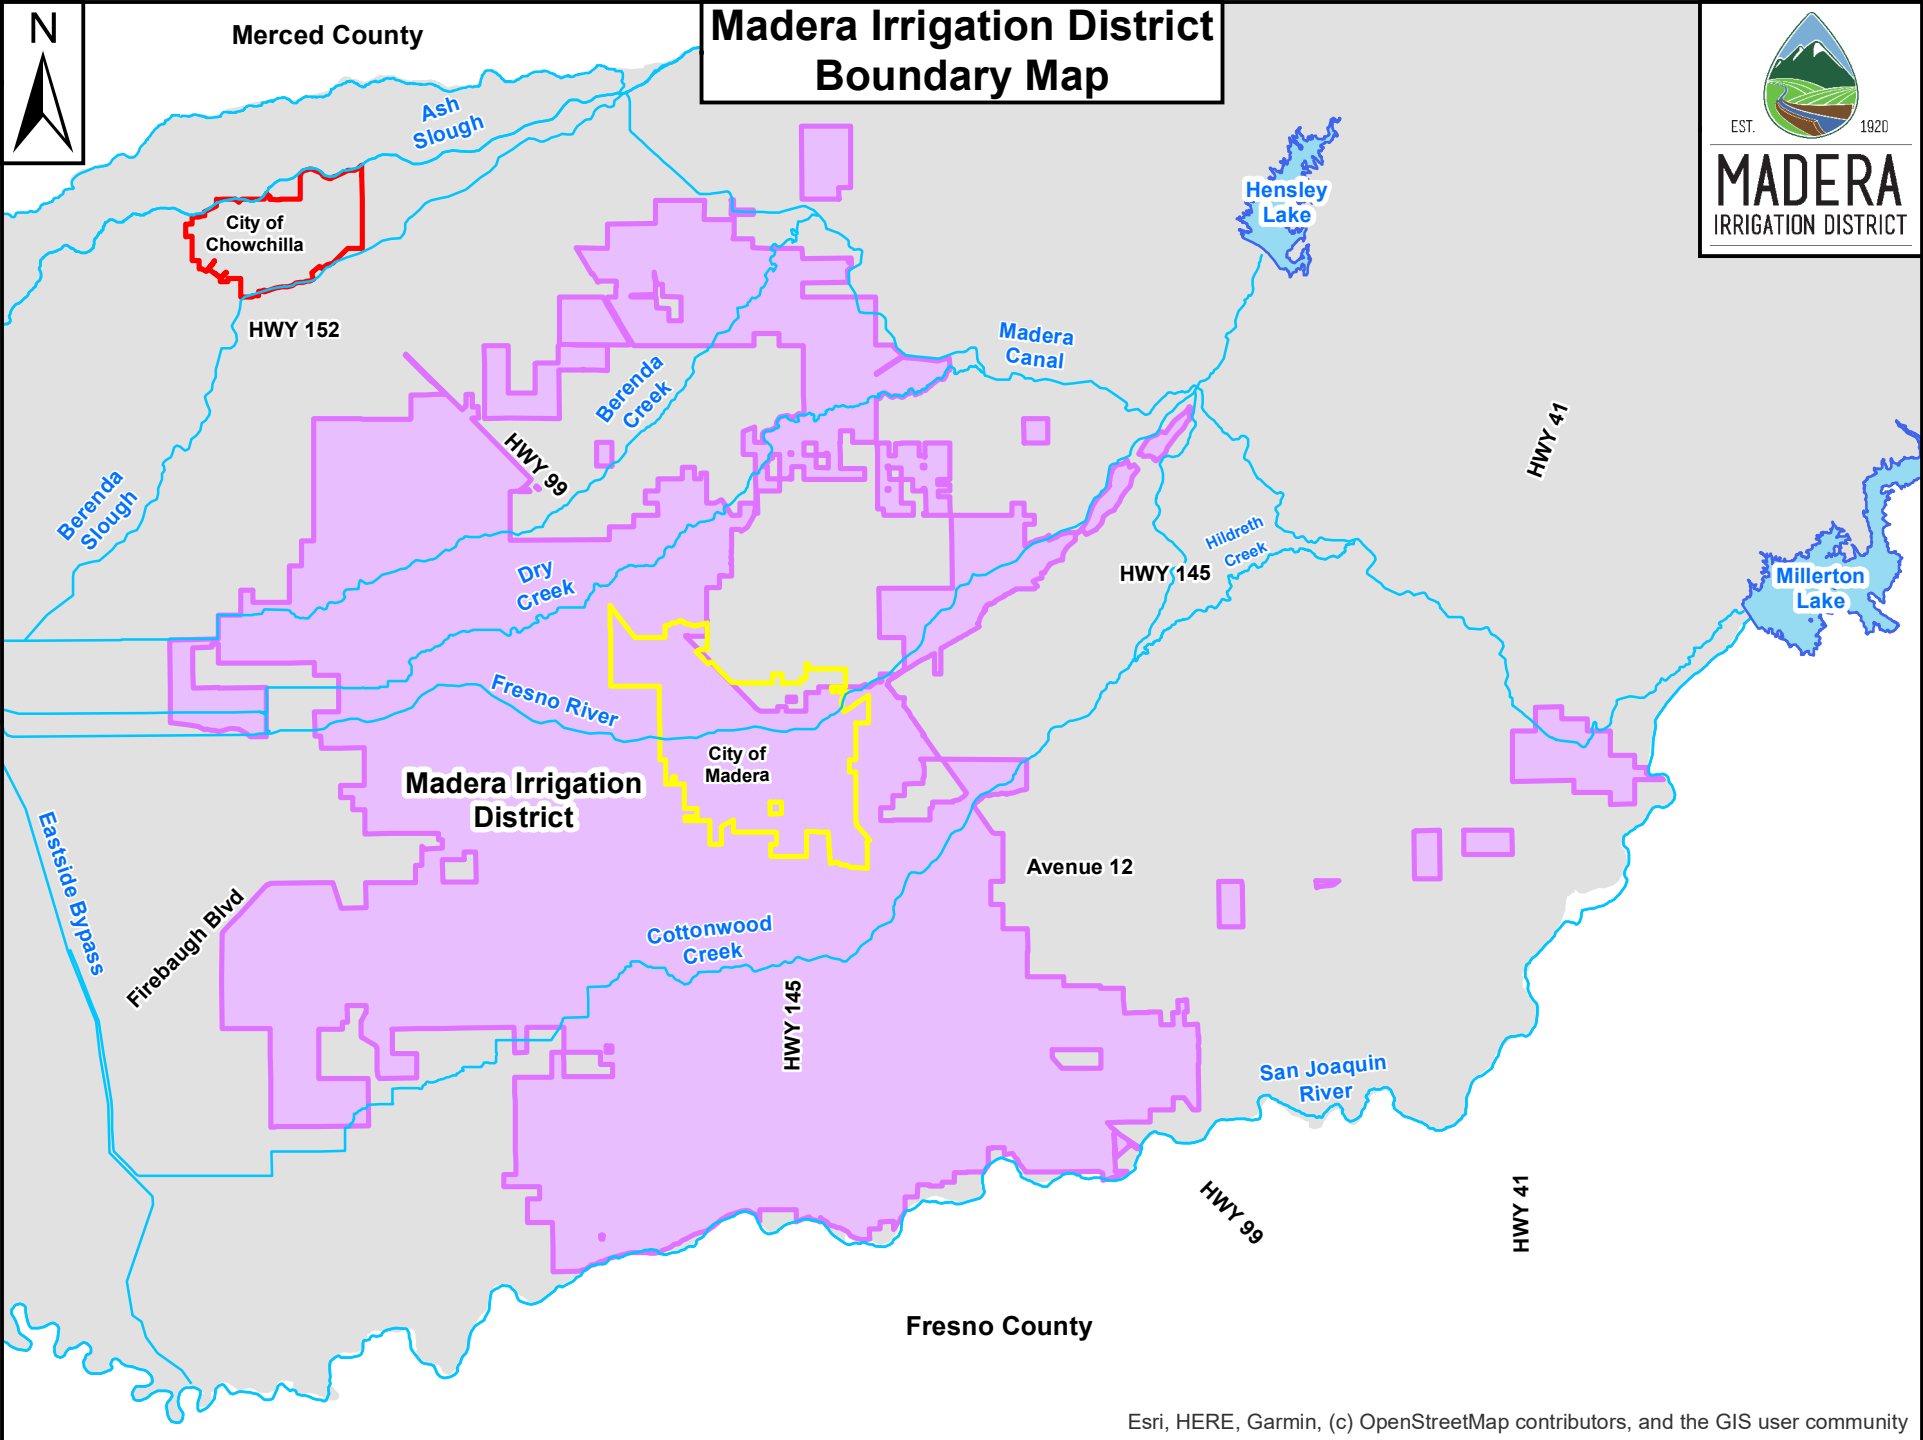 N
Merced County
Madera Irrigation District
Boundary Map
EST.
1920
MADERA
IRRIGATION DISTRICT
Ash
Slough
City of
Chowchilla
Hensley
Lake
HWY 152
Madera
Canal
Berenda
Creek
HWY 99
HWY 41
Berenda
Slough
Hildreth
Creek
Dry
Creek
HWY 145
Millerton
Lake
Fresno River
City of
Madera
Madera Irrigation
District
Eastside Bypass
Avenue 12
Firebaugh Blvd
Cottonwood
Creek
HWY 145
San Joaquin
River
HWY 99
HWY 41
Fresno County
Esri, HERE, Garmin, (c) OpenStreetMap contributors, and the GIS user community